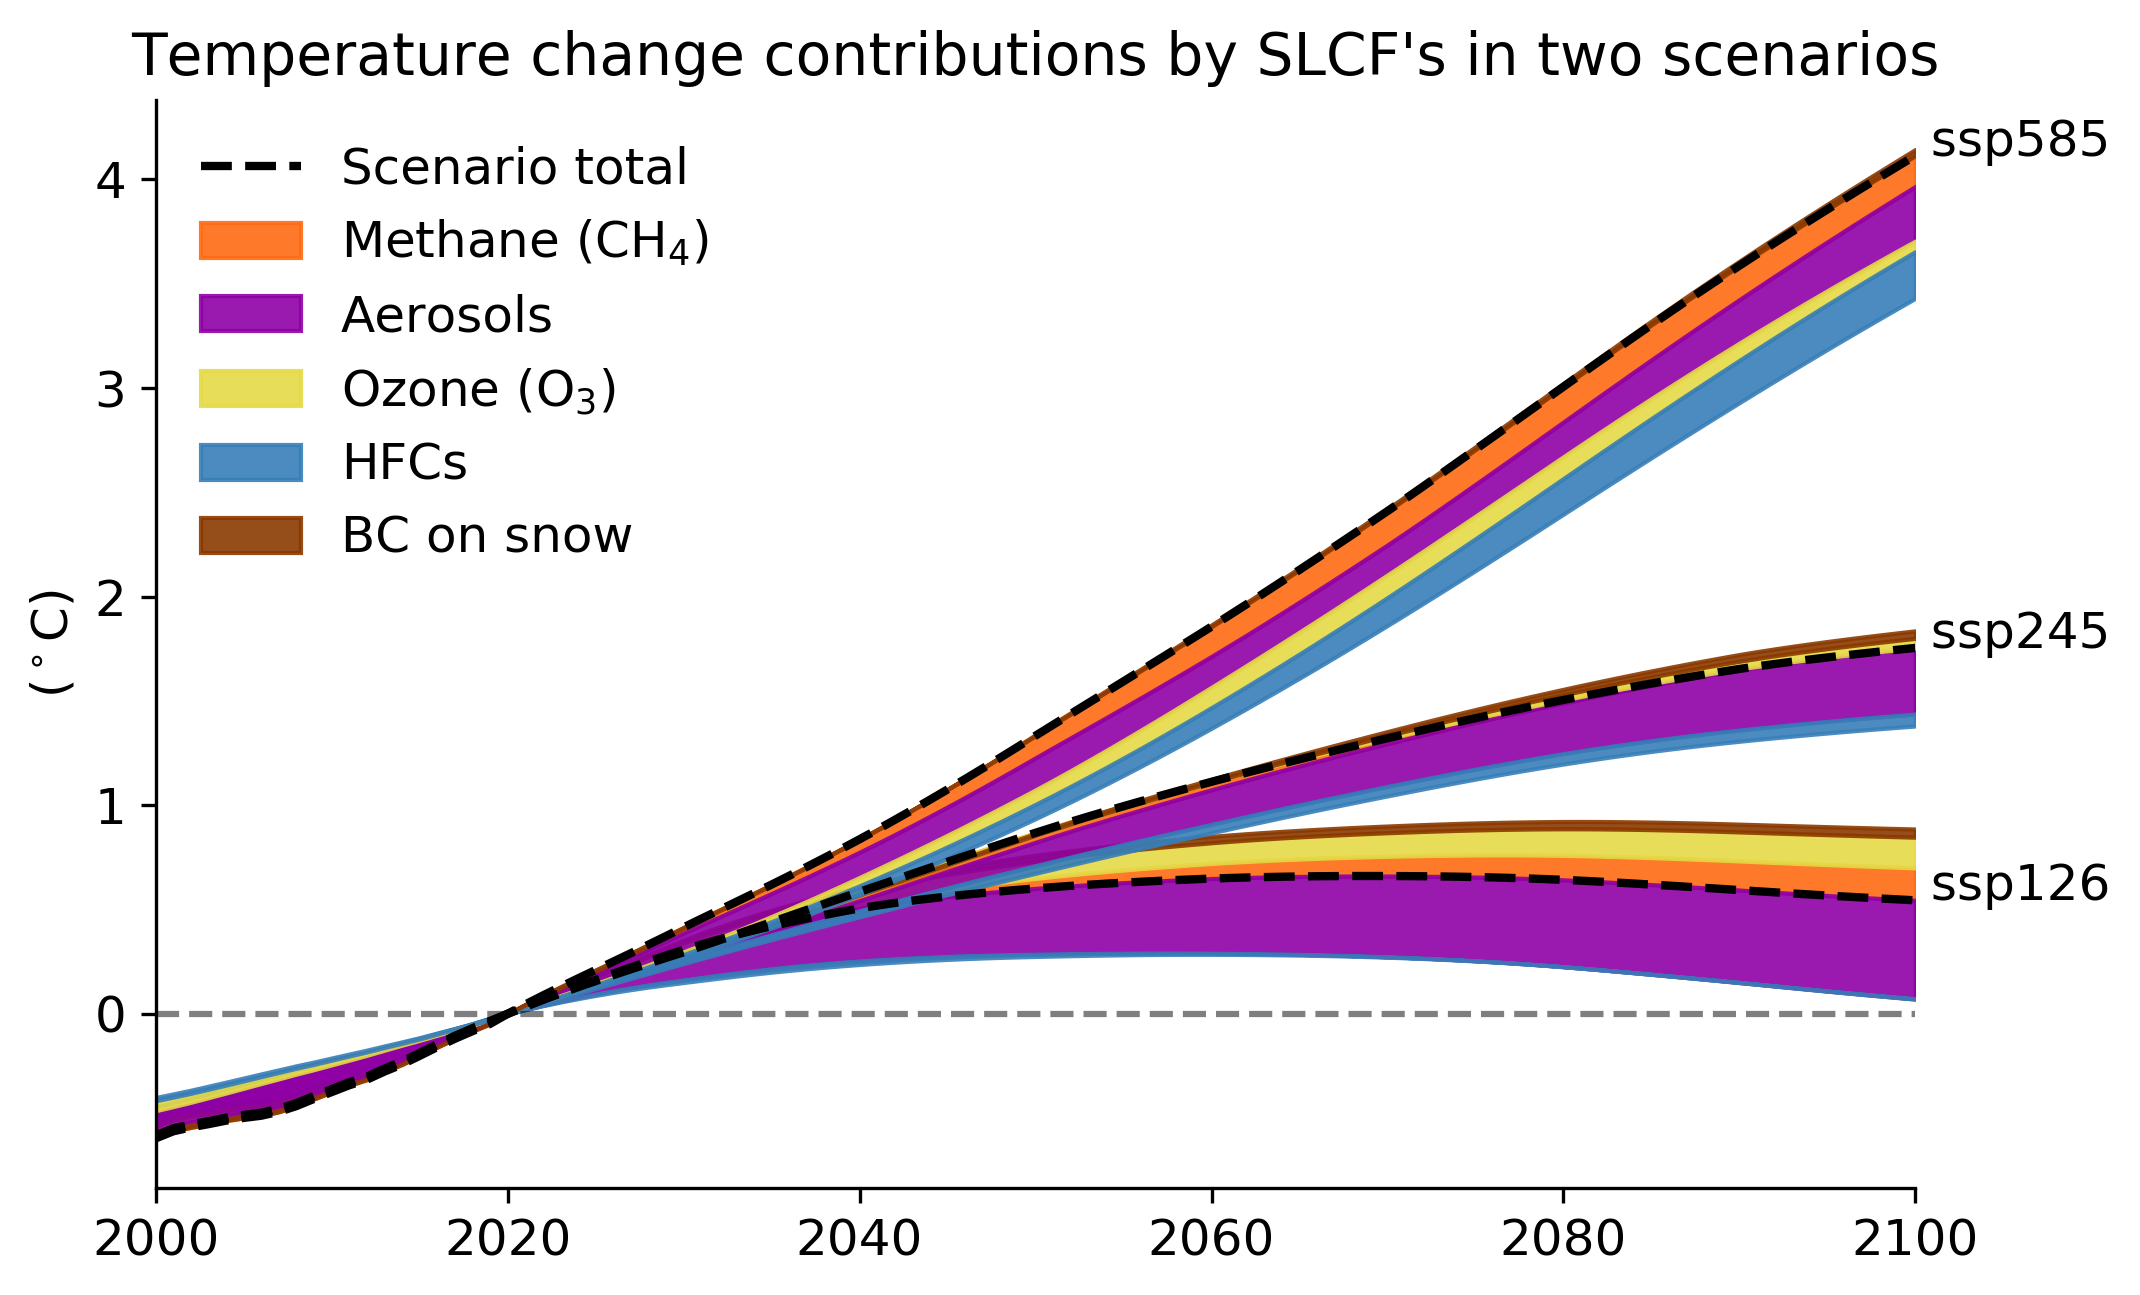 Temperature change contributions by SLCF's in two scenarios
Scenario total
Methane (CH₄)
Aerosols
Ozone (O₃)
HFCs
BC on snow
(°C)
4
3
2
1
0
2000 2020 2040 2060 2080 2100
ssp585
ssp245
ssp126